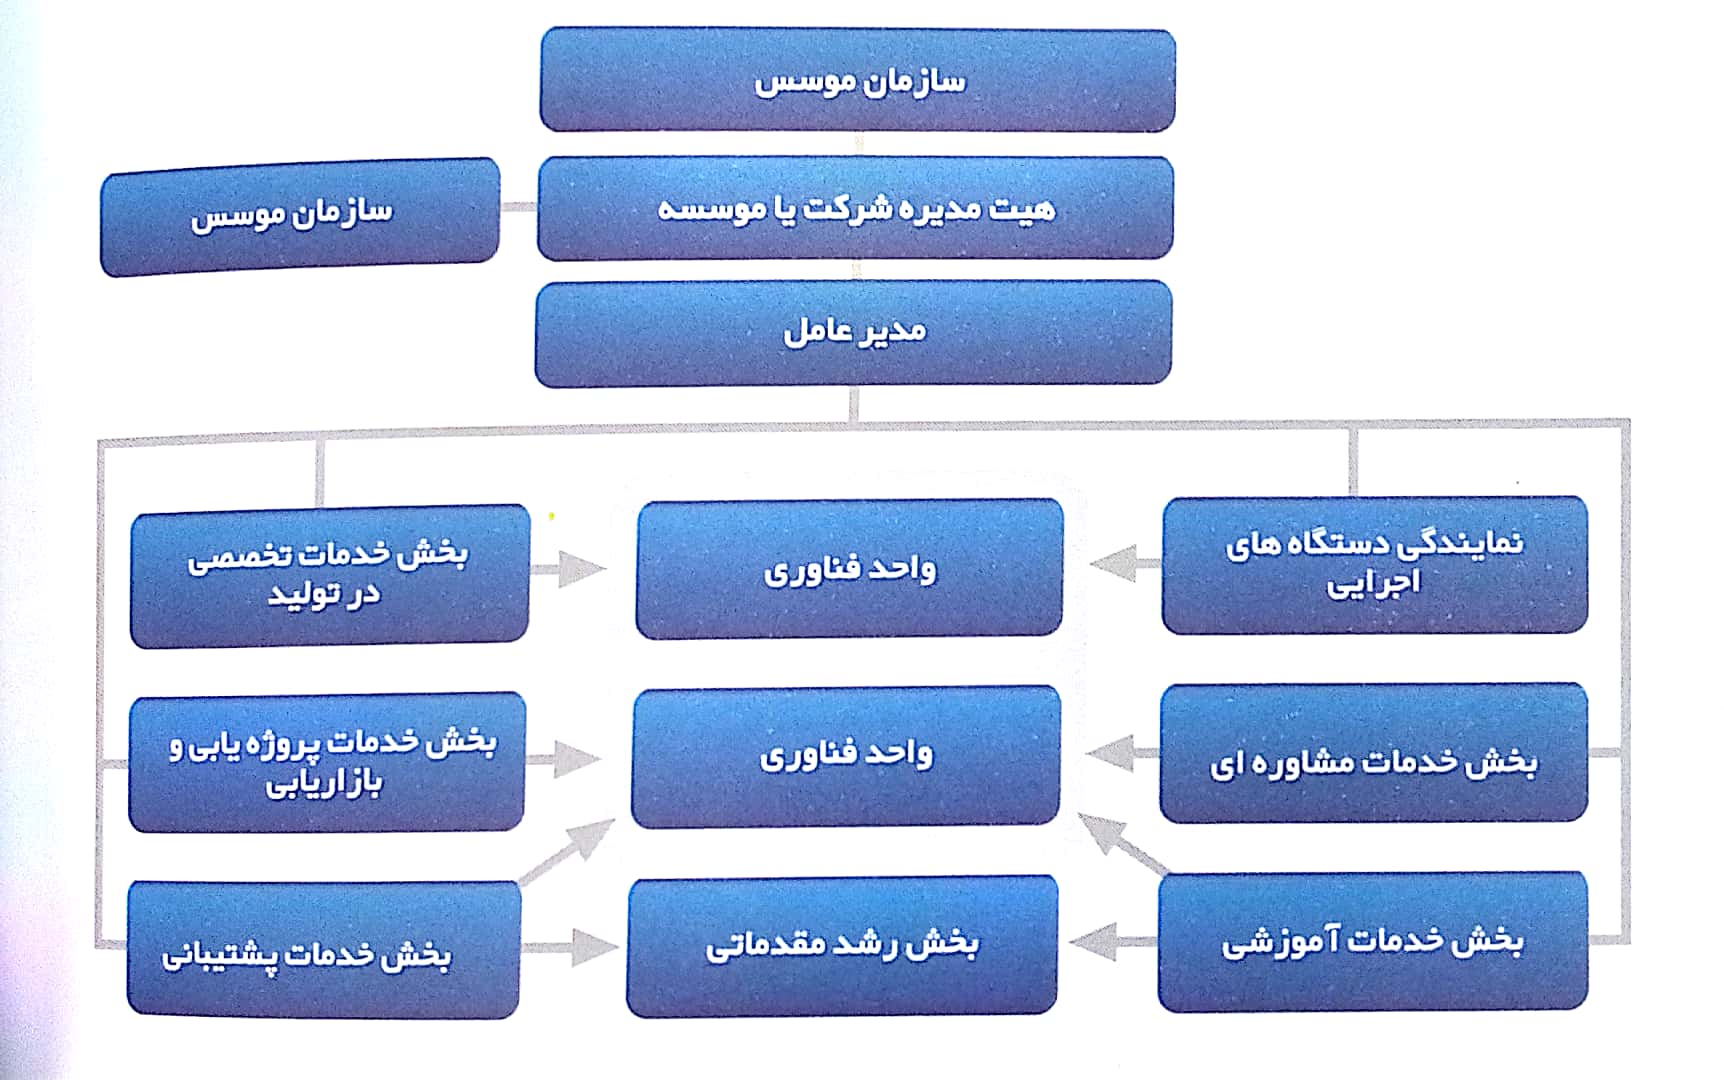 سازمان موسس
هیت مدیره شرکت یا موسسه
سازمان موسس
مدیر عامل
نمایندگی دستگاه های
اجرایی
واحد فناوری
بخش خدمات تخصصی
در تولید
بخش خدمات مشاوره ای
واحد فناوری
بخش خدمات پروژه یابی و
بازاریابی
بخش خدمات آموزشی
بخش رشد مقدماتی
بخش خدمات پشتیبانی